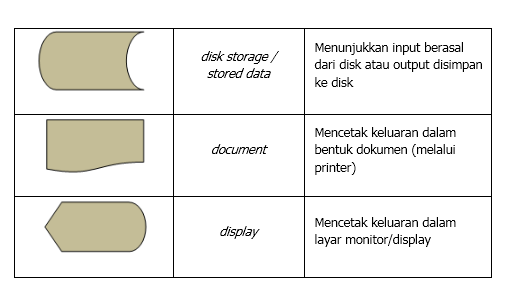 disk storage /
stored data
Menunjukkan input berasal
dari disk atau output disimpan
ke disk
document
Mencetak keluaran dalam
bentuk dokumen (melalui
printer)
display
Mencetak keluaran dalam
layar monitor/display